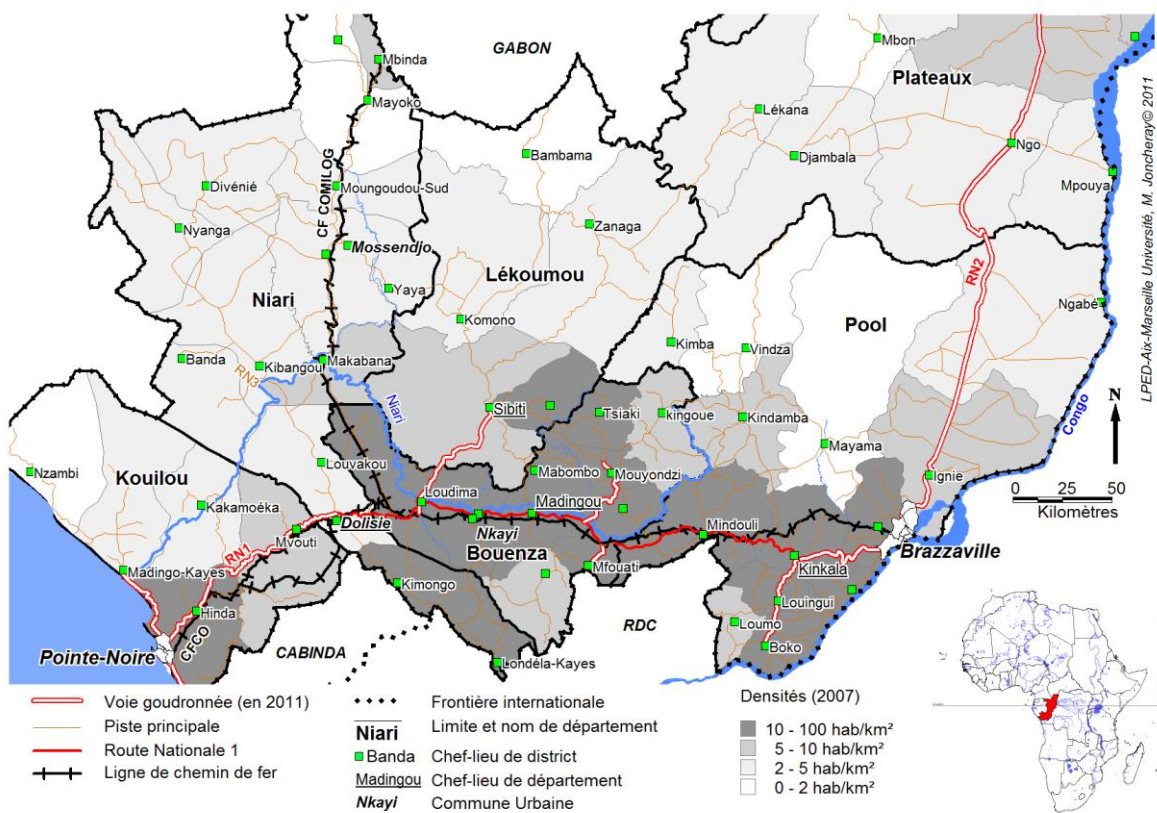 GABON
Mbinda
Mbon
Plateaux
Mayoko
Lékana
Ngo
Bambama
Djambala
Mpouya
Divénié
Moungoudou-Sud
CF COMILOG
Nyanga
Zanaga
Mossendjo
Lékoumou
RN2
Niari
Yaya
Ngabé
Komono
Pool
Kimba
Vindza
Banda
Kibangou
Makabana
RN3
Niari
Sibiti
Tsiaki
kingoue
Kindamba
Congo
N
Mayama
Nzambi
Louvakou
Kouilou
Mabombo
Mouyondzi
Ignie
0 25 50
Kilomètres
Kakamoéka
Loudima
Madingou
Dolisie
Nkayi
Mindouli
Mvouti
Bouenza
Brazzaville
RN1
Madingo-Kayes
Mfouati
Kinkala
Kimongo
Hinda
Louingui
Loumo
RDC
CFCO
Boko
Pointe-Noire
CABINDA
Londéla-Kayes
LPED-Aix-Marseille Université, M. Joncheray© 2011
Voie goudronnée (en 2011)
Piste principale
Route Nationale 1
Ligne de chemin de fer
Frontière internationale
Niari Limite et nom de département
Banda Chef-lieu de district
Madingou Chef-lieu de département
Nkayi Commune Urbaine
Densités (2007)
10 - 100 hab/km²
5 - 10 hab/km²
2 - 5 hab/km²
0 - 2 hab/km²